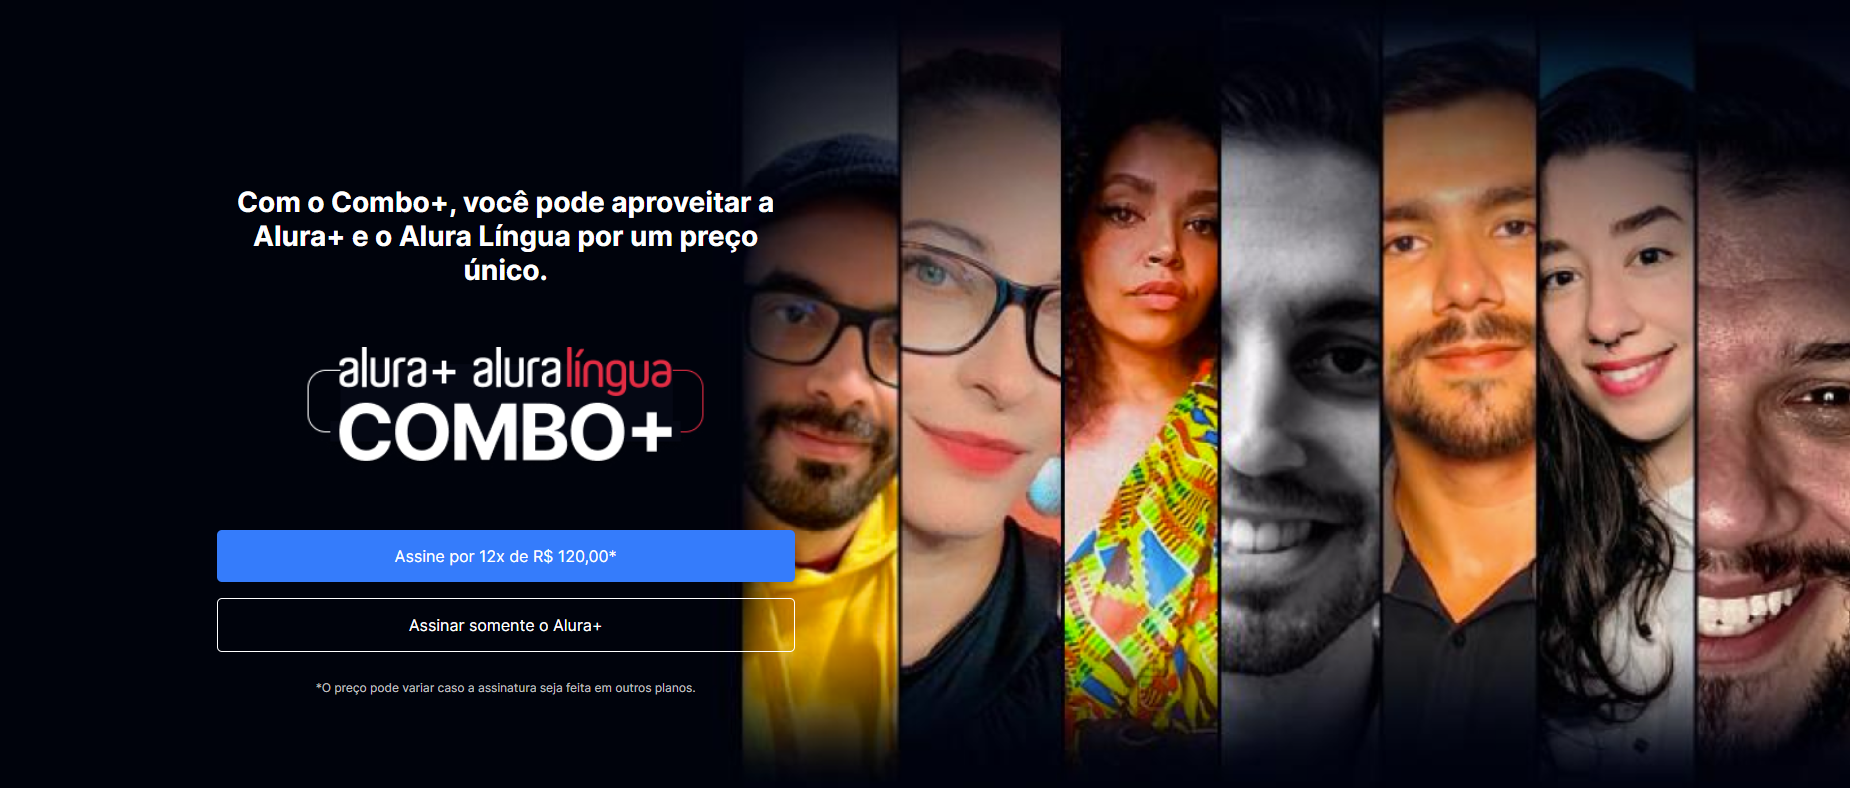 Com o Combo+, você pode aproveitar a
Alura+ e o Alura Língua por um preço
único.
alura+ aluralíngua
COMBO+
Assine por 12x de R$ 120,00*
Assinar somente o Alura+
*O preço pode variar caso a assinatura seja feita em outros planos.